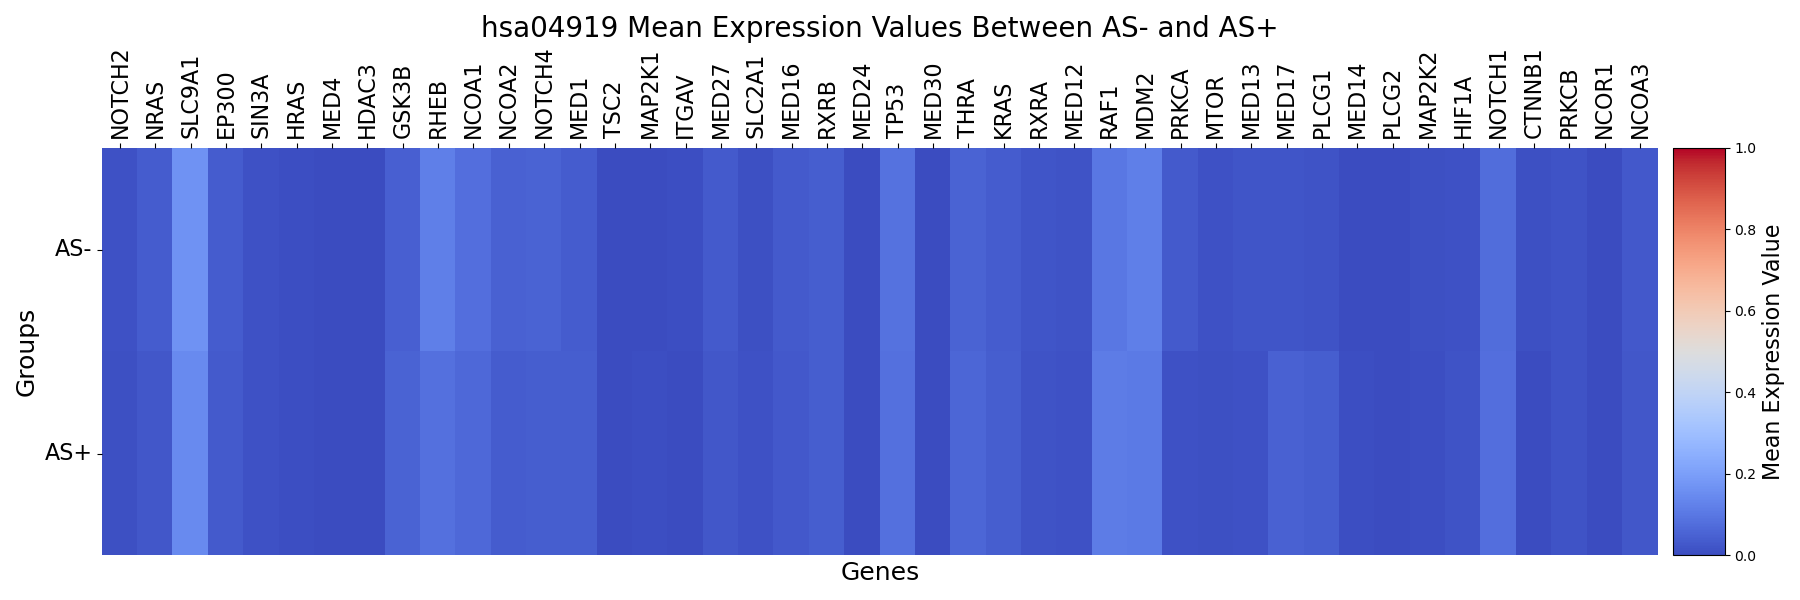 hsa04919 Mean Expression Values Between AS- and AS+
NOTCH2
NRAS
SLC9A1
EP300
SIN3A
HRAS
MED4
HDAC3
GSK3B
RHEB
NCOA1
NCOA2
NOTCH4
MED1
TSC2
MAP2K1
ITGAV
MED27
SLC2A1
MED16
RXRB
MED24
TP53
MED30
THRA
KRAS
RXRA
MED12
RAF1
MDM2
PRKCA
MTOR
MED13
MED17
PLCG1
MED14
PLCG2
MAP2K2
HIF1A
NOTCH1
CTNNB1
PRKCB
NCOR1
NCOA3
Groups
AS-
AS+
Genes
1.0
0.8
0.6
0.4
0.2
0.0
Mean Expression Value